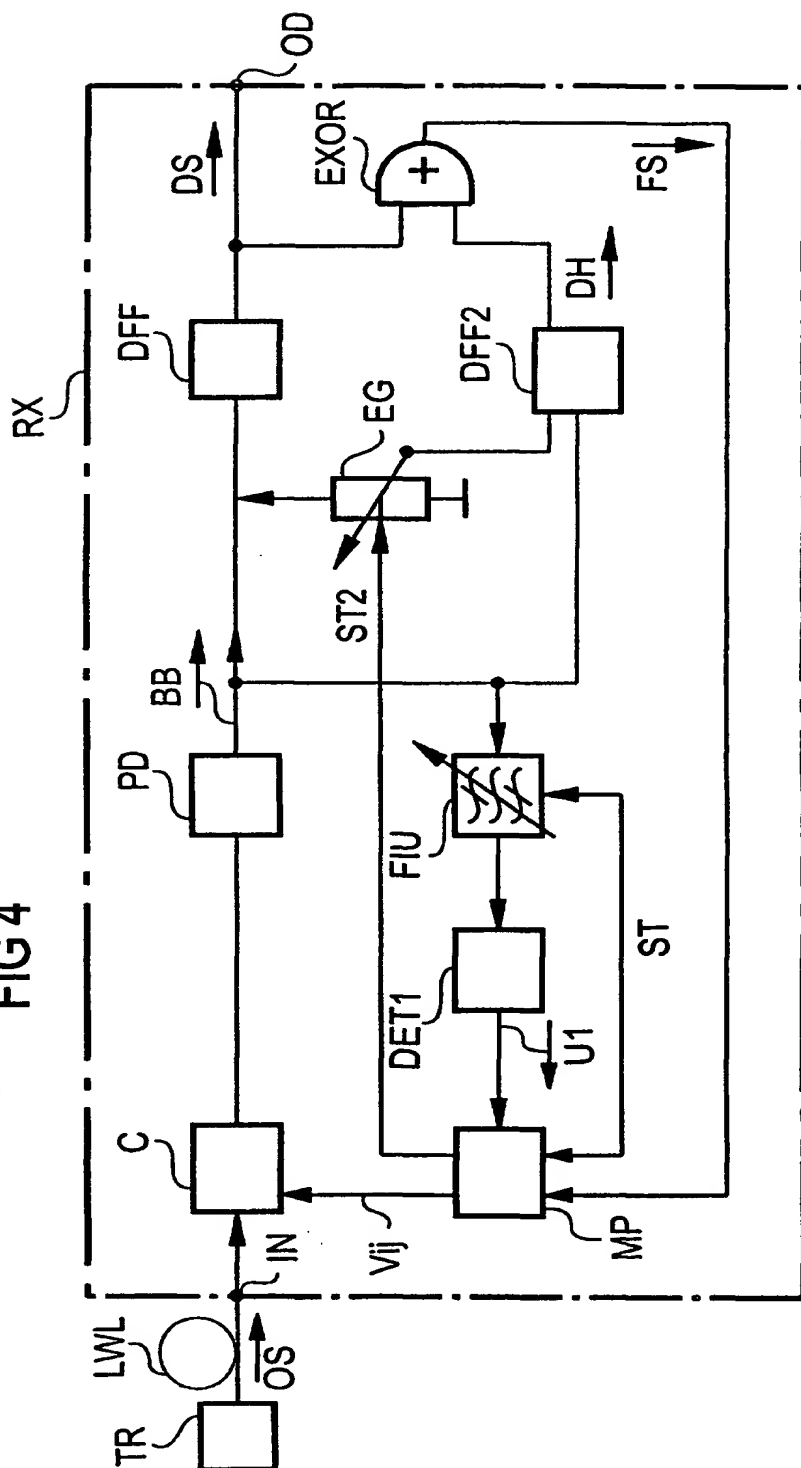 FIG 4
RX
TR
LWL
OS
IN
C
PD
BB
DFF
DS
OD
EXOR
+
EG
ST2
DFF2
DH
FS
FIU
DET1
U1
ST
Vij
MP